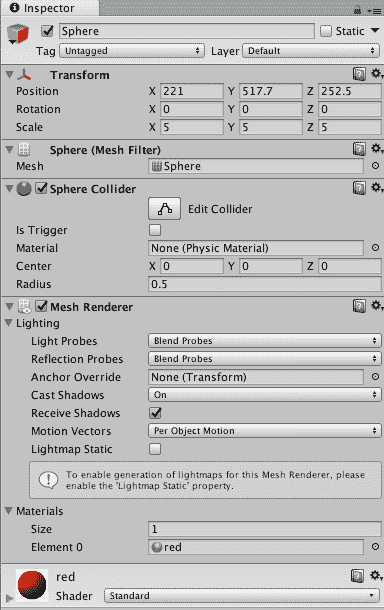 Inspector
Sphere Static
Tag Untagged Layer Default
Transform
Position X 221 Y 517.7 Z 252.5
Rotation X 0 Y 0 Z 0
Scale X 5 Y 5 Z 5
Sphere (Mesh Filter)
Mesh Sphere
Sphere Collider
Edit Collider
Is Trigger
Material None (Physic Material)
Center X 0 Y 0 Z 0
Radius 0.5
Mesh Renderer
Lighting
Light Probes Blend Probes
Reflection Probes Blend Probes
Anchor Override None (Transform)
Cast Shadows On
Receive Shadows
Motion Vectors Per Object Motion
Lightmap Static
To enable generation of lightmaps for this Mesh Renderer, please
enable the 'Lightmap Static' property.
Materials
Size 1
Element 0 red
red
Shader Standard